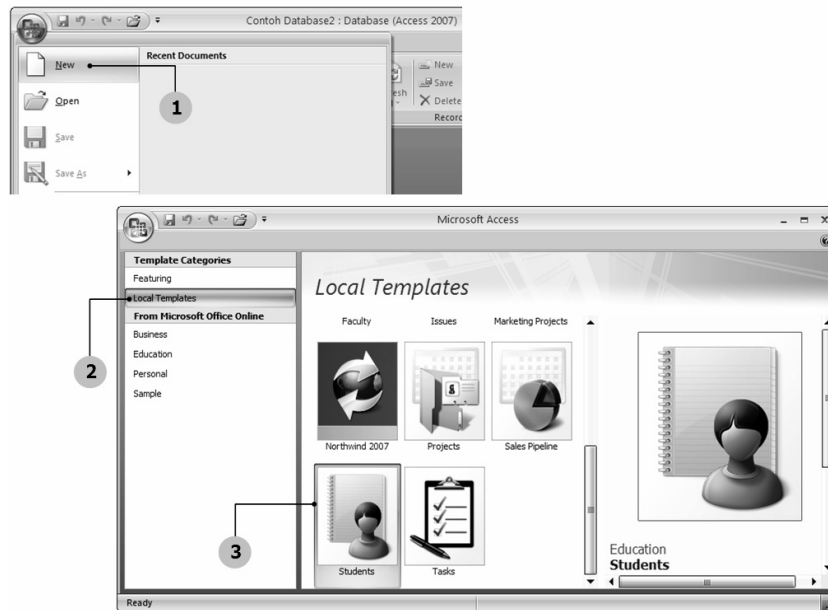 Contoh Database2 : Database (Access 2007)
New
Recent Documents
New
Open
Save
esh
Save
Delete
Recor
Save As
1
Microsoft Access
Template Categories
Featuring
Local Templates
From Microsoft Office Online
Business
Education
Personal
Sample
2
Local Templates
Faculty Issues Marketing Projects
Northwind 2007 Projects Sales Pipeline
Students Tasks
3
Education
Students
Ready